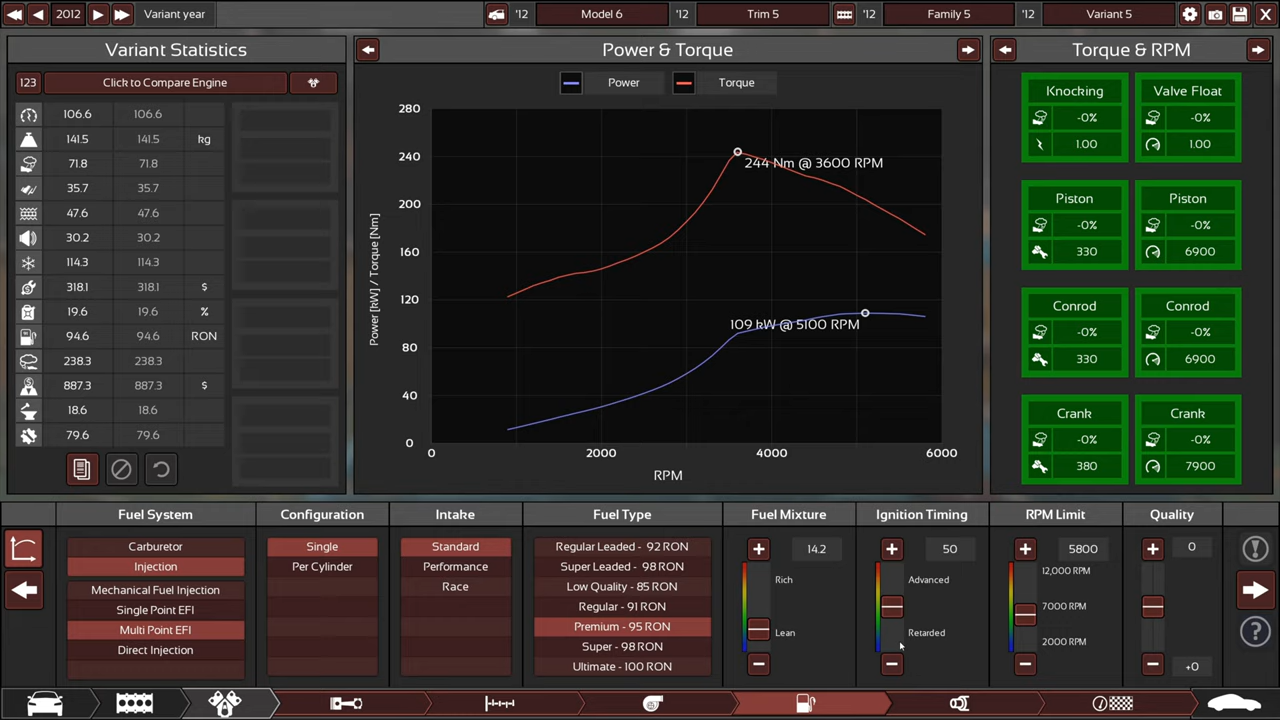 2012 Variant year '12 Model 6 '12 Trim 5 '12 Family 5 '12 Variant 5
Variant Statistics
123 Click to Compare Engine
106.6 106.6
141.5 141.5 kg
71.8 71.8
35.7 35.7
47.6 47.6
30.2 30.2
114.3 114.3
318.1 318.1 $
19.6 19.6 %
94.6 94.6 RON
238.3 238.3
887.3 887.3 $
18.6 18.6
79.6 79.6
Power & Torque
Power Torque
280
240
200
160
120
80
40
0
Power [kW] / Torque [Nm]
244 Nm @ 3600 RPM
109 kW @ 5100 RPM
0 2000 4000 6000
RPM
Torque & RPM
Knocking Valve Float
-0% -0%
1.00 1.00
Piston Piston
-0% -0%
330 6900
Conrod Conrod
-0% -0%
330 6900
Crank Crank
-0% -0%
380 7900
Fuel System
Carburetor
Injection
Mechanical Fuel Injection
Single Point EFI
Multi Point EFI
Direct Injection
Configuration
Single
Per Cylinder
Intake
Standard
Performance
Race
Fuel Type
Regular Leaded - 92 RON
Super Leaded - 98 RON
Low Quality - 85 RON
Regular - 91 RON
Premium - 95 RON
Super - 98 RON
Ultimate - 100 RON
Fuel Mixture
14.2
Rich
Lean
Ignition Timing
50
Advanced
Retarded
RPM Limit
5800
12,000 RPM
7000 RPM
2000 RPM
Quality
0
+0